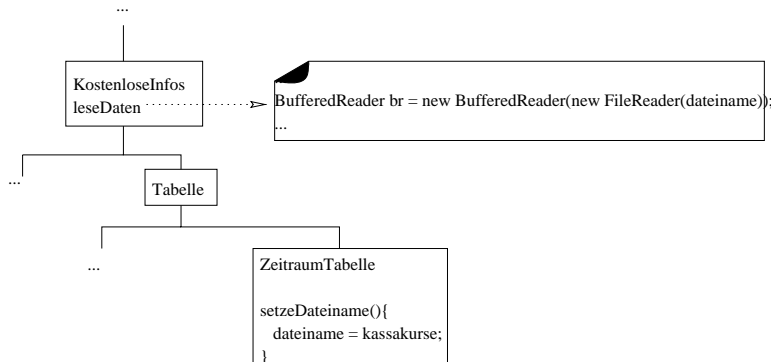 ...
KostenloseInfos
leseDaten
BufferedReader br = new BufferedReader(new FileReader(dateiname));
...
...
Tabelle
...
ZeitraumTabelle
setzeDateiname(){
dateiname = kassakurse;
}